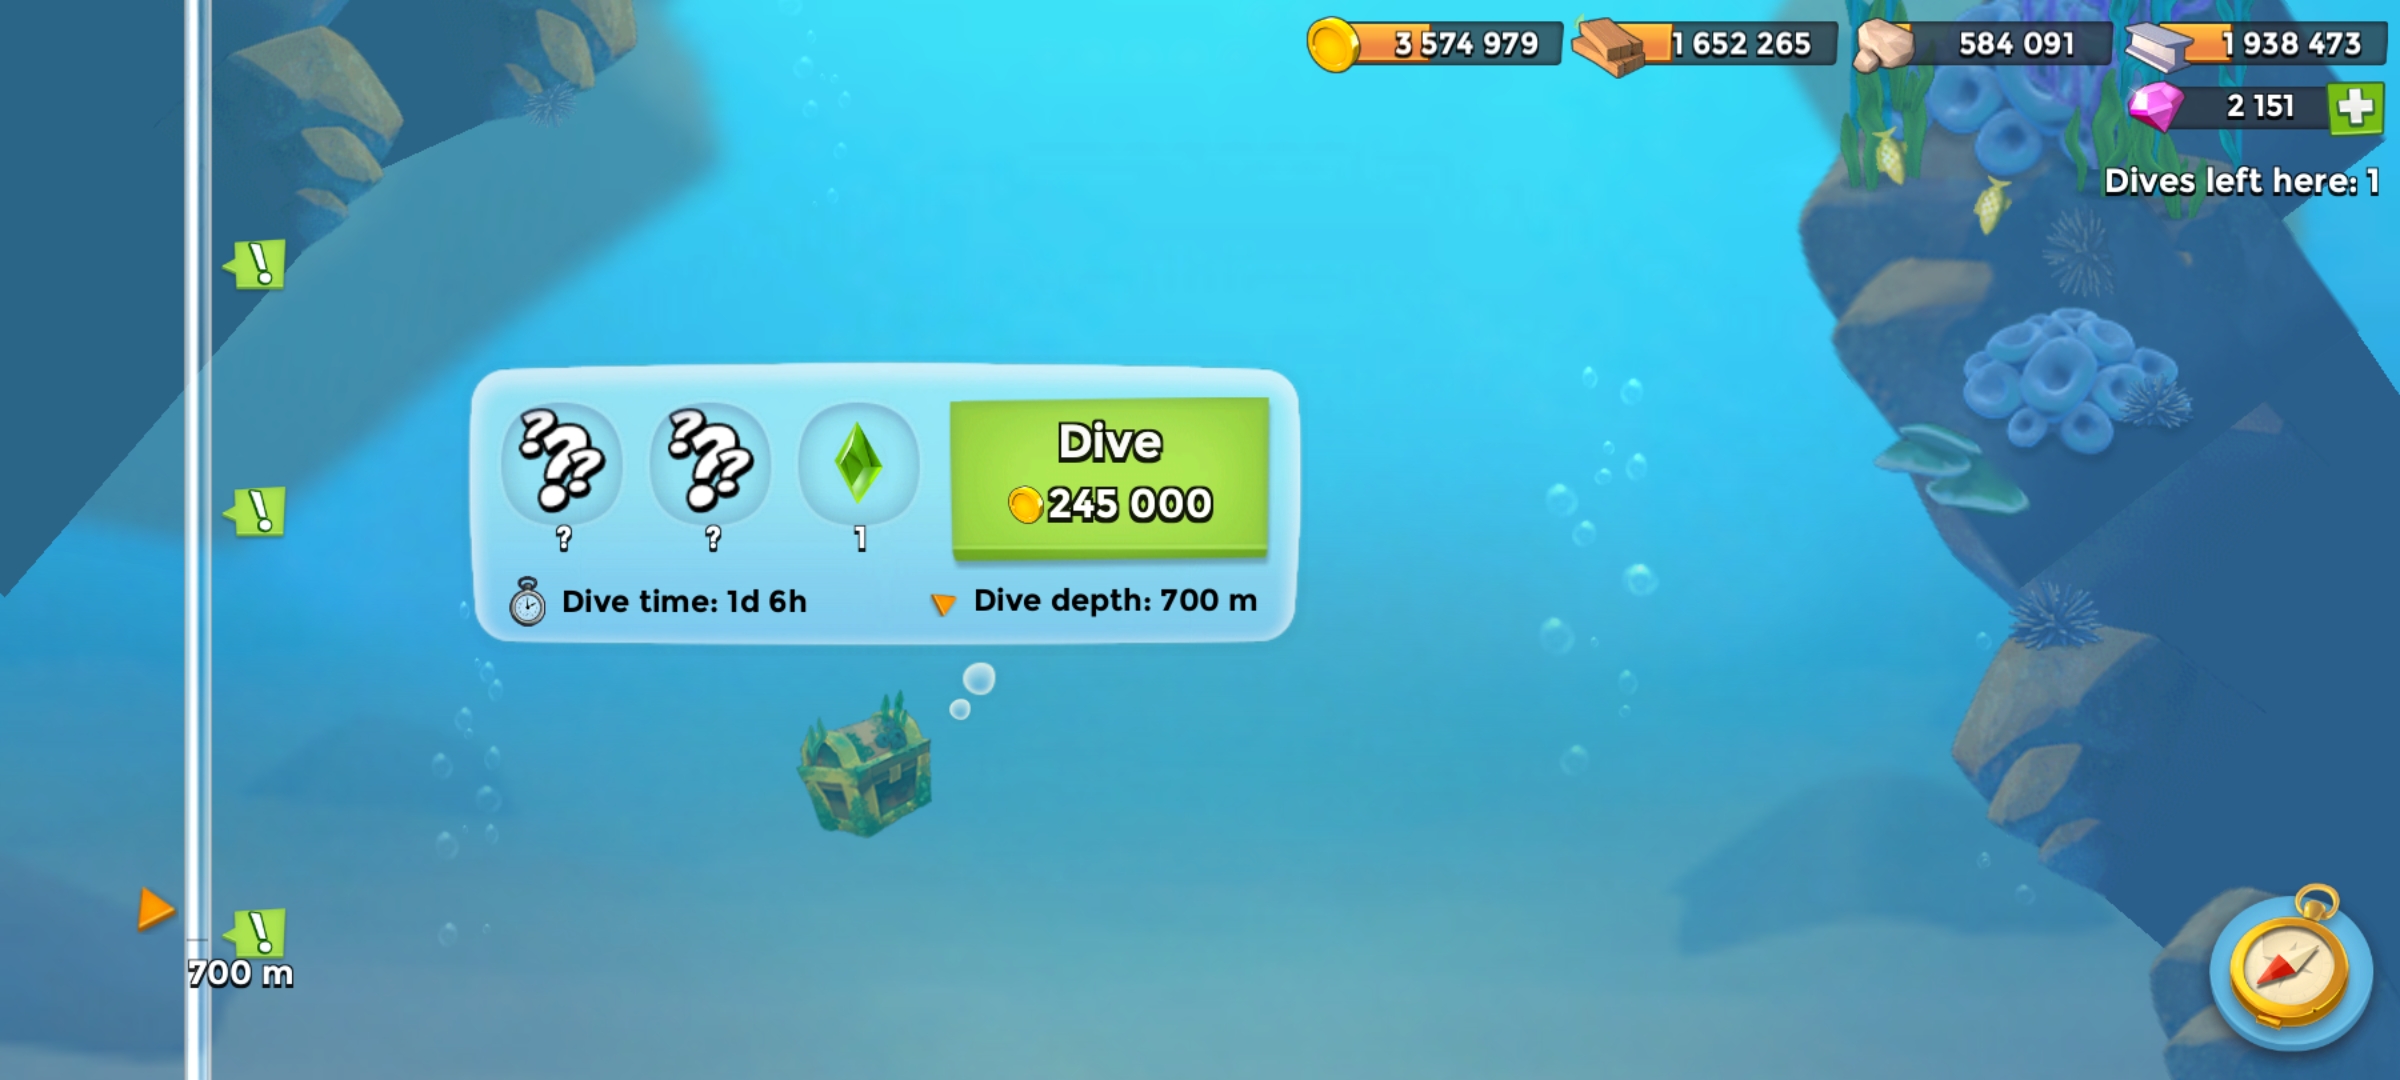 3 574 979
1 652 265
584 091
1 938 473
2 151
Dives left here: 1
Dive
245 000
? ? 1
Dive time: 1d 6h
Dive depth: 700 m
700 m